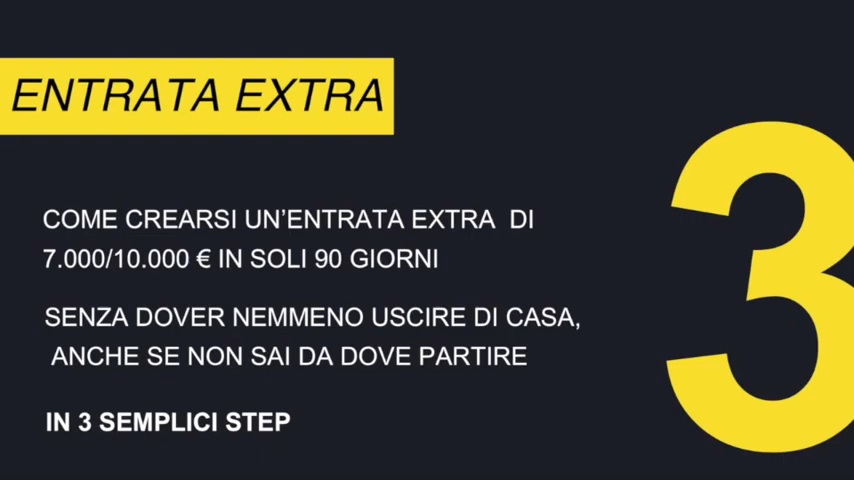 ENTRATA EXTRA
COME CREARSI UN'ENTRATA EXTRA DI
7.000/10.000 € IN SOLI 90 GIORNI
SENZA DOVER NEMMENO USCIRE DI CASA,
ANCHE SE NON SAI DA DOVE PARTIRE
IN 3 SEMPLICI STEP
3